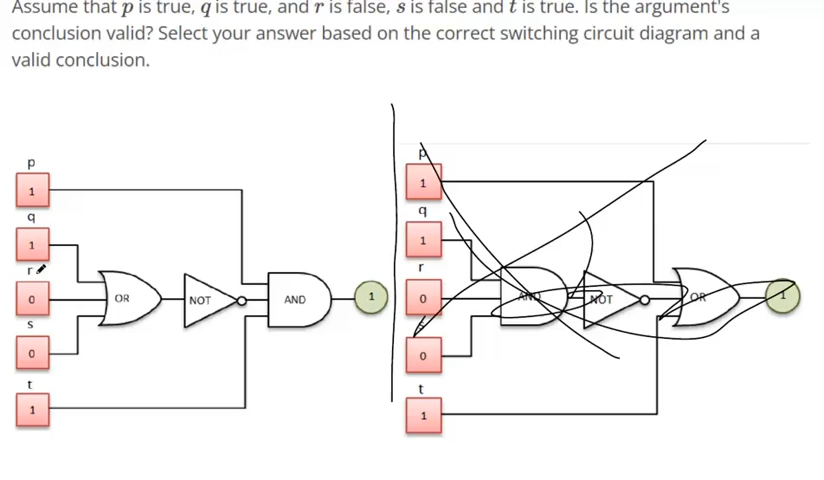 Assume that p is true, q is true, and r is false, s is false and t is true. Is the argument's
conclusion valid? Select your answer based on the correct switching circuit diagram and a
valid conclusion.
p
1
q
1
r
0
s
0
t
1
OR
NOT
AND
1
p
1
q
1
r
0
0
t
1
AND
NOT
OR
1